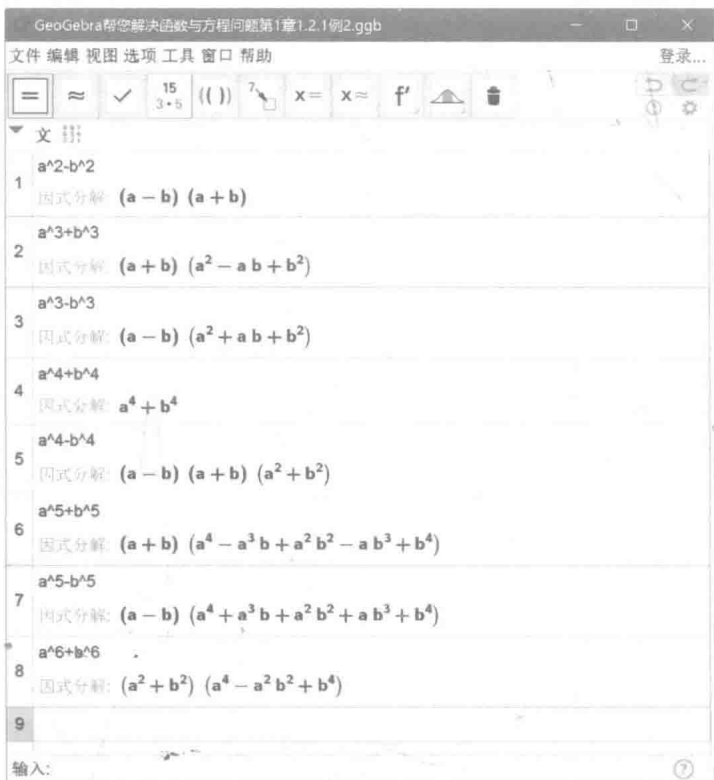 GeoGebra帮您解决函数与方程问题第1章1.2.1例2.ggb
文件 编辑 视图 选项 工具 窗口 帮助 登录...
= ≈ ✓ 15 3•5 (( )) 7 x= x≈ f′
文
1 a^2-b^2
因式分解: (a − b) (a + b)
2 a^3+b^3
因式分解: (a + b) (a² − a b + b²)
3 a^3-b^3
因式分解: (a − b) (a² + a b + b²)
4 a^4+b^4
因式分解: a⁴ + b⁴
5 a^4-b^4
因式分解: (a − b) (a + b) (a² + b²)
6 a^5+b^5
因式分解: (a + b) (a⁴ − a³ b + a² b² − a b³ + b⁴)
7 a^5-b^5
因式分解: (a − b) (a⁴ + a³ b + a² b² + a b³ + b⁴)
8 a^6+b^6
因式分解: (a² + b²) (a⁴ − a² b² + b⁴)
9
输入: